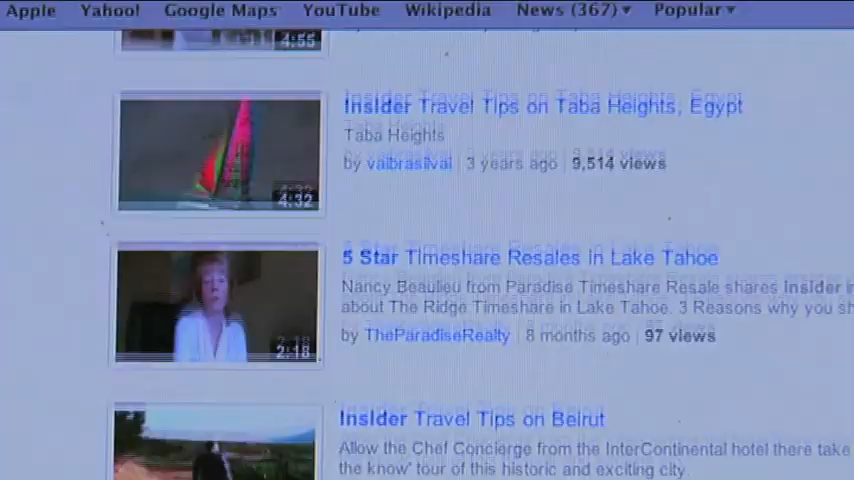 Apple Yahoo! Google Maps YouTube Wikipedia News (367)▾ Popular▾
4:55
Insider Travel Tips on Taba Heights, Egypt
Taba Heights
by vaibrasilval | 3 years ago | 9,514 views
4:32
5 Star Timeshare Resales in Lake Tahoe
Nancy Beaulieu from Paradise Timeshare Resale shares Insider
about The Ridge Timeshare in Lake Tahoe. 3 Reasons why you
by TheParadiseRealty | 8 months ago | 97 views
2:18
Insider Travel Tips on Beirut
Allow the Chef Concierge from the InterContinental hotel there take
the know' tour of this historic and exciting city.